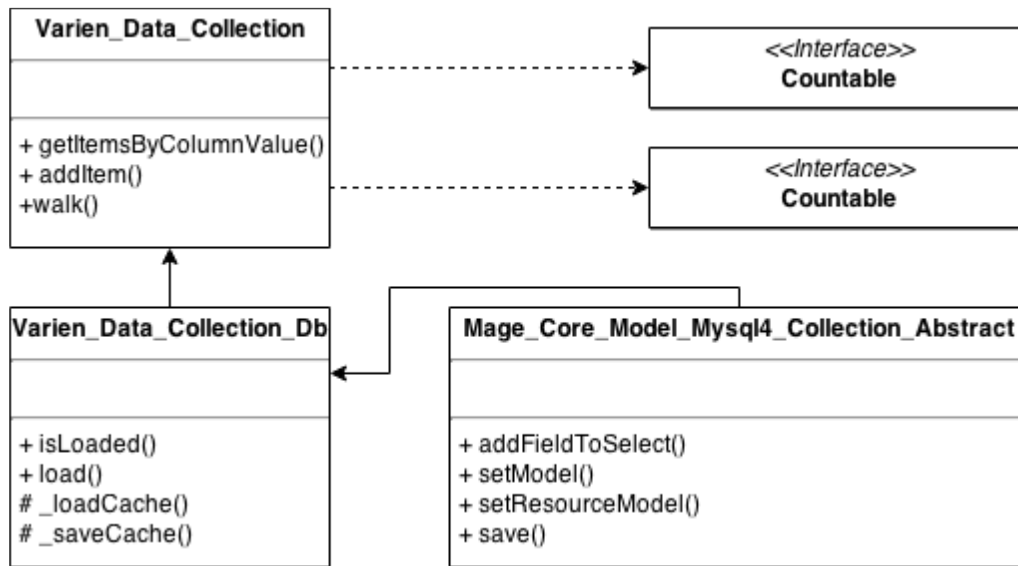 Varien_Data_Collection
+ getItemsByColumnValue()
+ addItem()
+walk()
<<Interface>>
Countable
<<Interface>>
Countable
Varien_Data_Collection_Db
+ isLoaded()
+ load()
# _loadCache()
# _saveCache()
Mage_Core_Model_Mysql4_Collection_Abstract
+ addFieldToSelect()
+ setModel()
+ setResourceModel()
+ save()